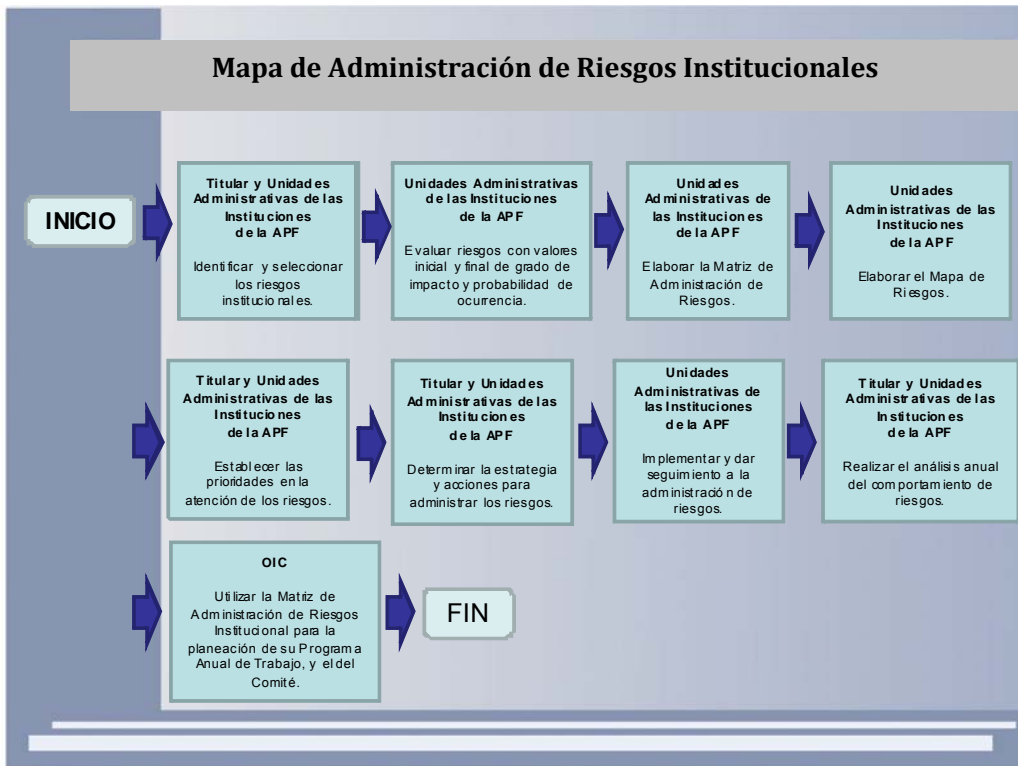 Mapa de Administración de Riesgos Institucionales
INICIO
Titular y Unidades
Administrativas de las
Instituciones
de la APF
Identificar y seleccionar
los riesgos
institucionales.
Unidades Administrativas
de las Instituciones
de la APF
Evaluar riesgos con valores
inicial y final de grado de
impacto y probabilidad de
ocurrencia.
Unidades
Administrativas de
las Instituciones
de la APF
Elaborar la Matriz de
Administración de
Riesgos.
Unidades
Administrativas de las
Instituciones
de la APF
Elaborar el Mapa de
Riesgos.
Titular y Unidades
Administrativas de las
Instituciones
de la APF
Establecer las
prioridades en la
atención de los riesgos.
Titular y Unidades
Administrativas de las
Instituciones
de la APF
Determinar la estrategia
y acciones para
administrar los riesgos.
Unidades
Administrativas de
las Instituciones
de la APF
Implementar y dar
seguimiento a la
administración de
riesgos.
Titular y Unidades
Administrativas de las
Instituciones
de la APF
Realizar el análisis anual
del comportamiento de
riesgos.
OIC
Utilizar la Matriz de
Administración de Riesgos
Institucional para la
planeación de su Programa
Anual de Trabajo, y el del
Comité.
FIN